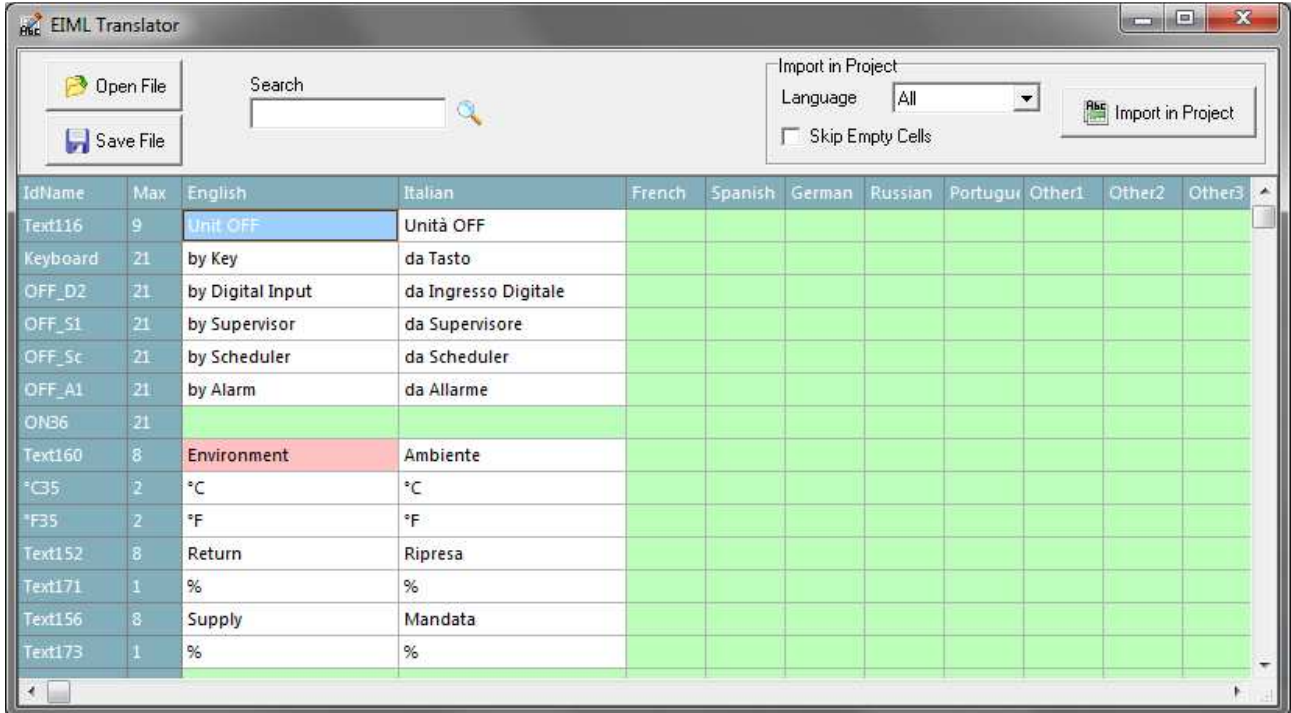 EIML Translator
Open File
Save File
Search
Import in Project
Language All
Skip Empty Cells
Import in Project
IdName Max English Italian French Spanish German Russian Portugu Other1 Other2 Other3
Text116 9 Unit OFF Unità OFF
Keyboard 21 by Key da Tasto
OFF_D2 21 by Digital Input da Ingresso Digitale
OFF_S1 21 by Supervisor da Supervisore
OFF_Sc 21 by Scheduler da Scheduler
OFF_A1 21 by Alarm da Allarme
ON36 21
Text160 8 Environment Ambiente
°C35 2 °C °C
°F35 2 °F °F
Text152 8 Return Ripresa
Text171 1 % %
Text156 8 Supply Mandata
Text173 1 % %